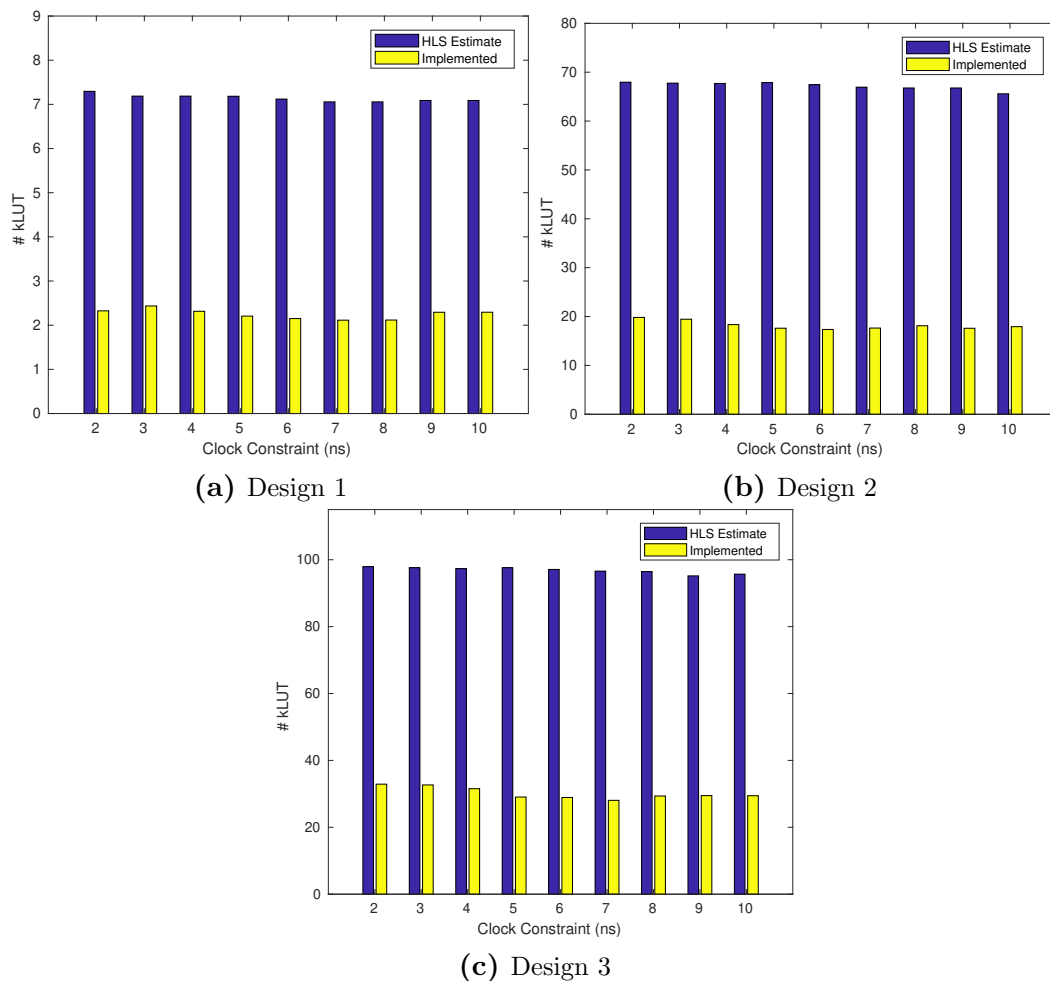 9
8
7
6
5
4
3
2
1
0
# kLUT
HLS Estimate
Implemented
2 3 4 5 6 7 8 9 10
Clock Constraint (ns)
(a) Design 1
80
70
60
50
40
30
20
10
0
# kLUT
HLS Estimate
Implemented
2 3 4 5 6 7 8 9 10
Clock Constraint (ns)
(b) Design 2
100
80
60
40
20
0
# kLUT
HLS Estimate
Implemented
2 3 4 5 6 7 8 9 10
Clock Constraint (ns)
(c) Design 3